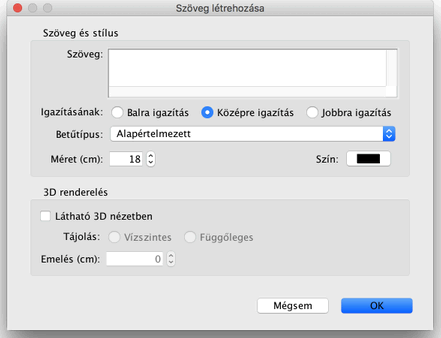 Szöveg létrehozása
Szöveg és stílus
Szöveg:
Igazításának: Balra igazítás Középre igazítás Jobbra igazítás
Betűtípus: Alapértelmezett
Méret (cm): 18 Szín:
3D renderelés
Látható 3D nézetben
Tájolás: Vízszintes Függőleges
Emelés (cm): 0
Mégsem OK